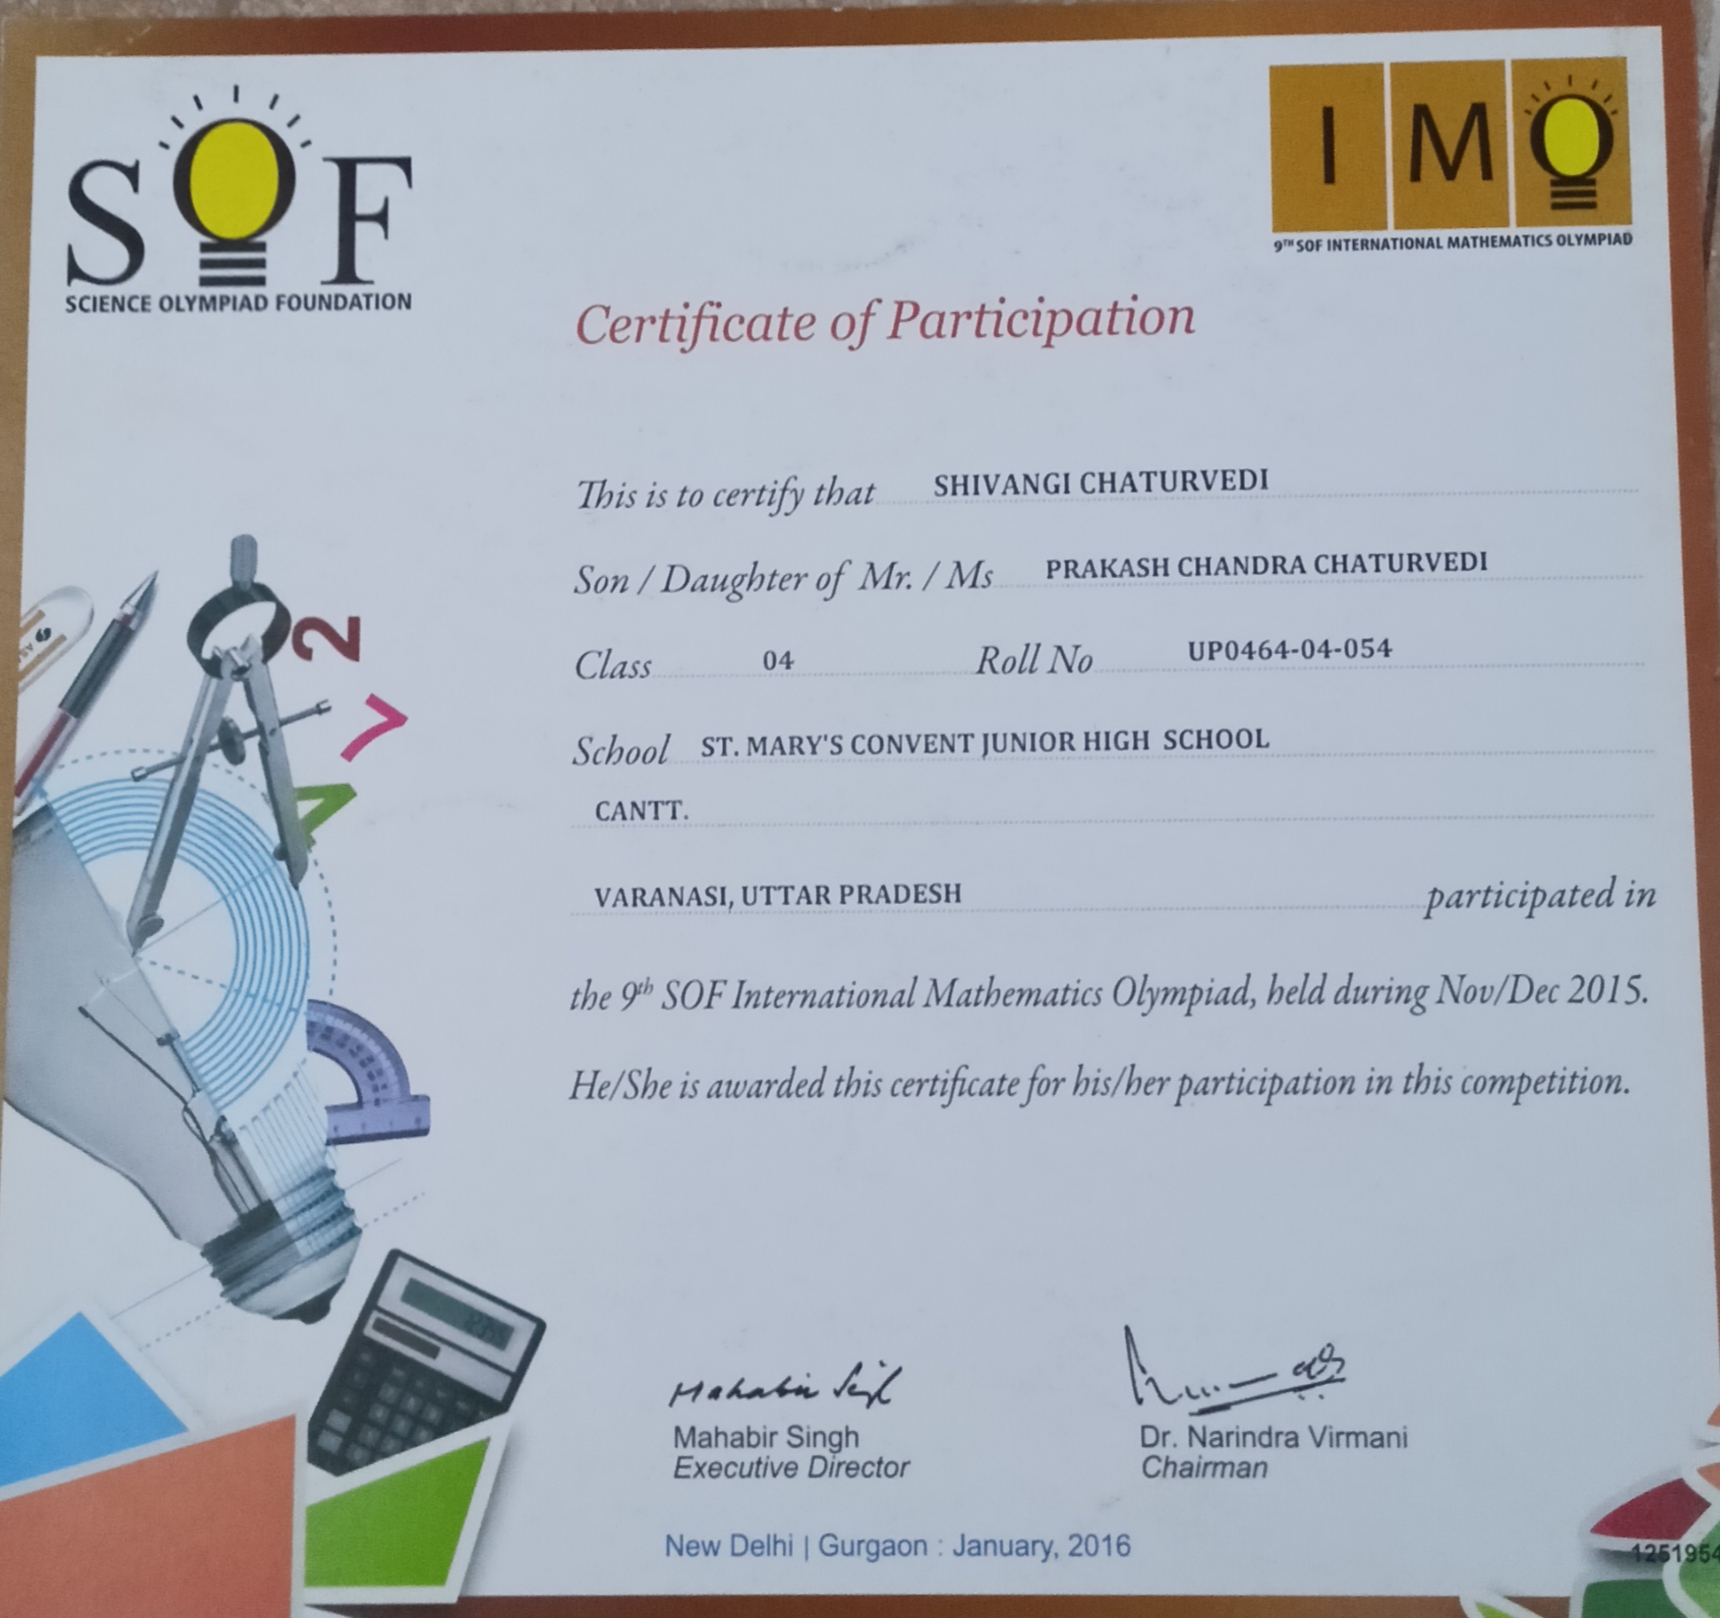 SOF
SCIENCE OLYMPIAD FOUNDATION
IMO
9TH SOF INTERNATIONAL MATHEMATICS OLYMPIAD
Certificate of Participation
This is to certify that SHIVANGI CHATURVEDI
Son / Daughter of Mr. / Ms PRAKASH CHANDRA CHATURVEDI
Class 04 Roll No UP0464-04-054
School ST. MARY'S CONVENT JUNIOR HIGH SCHOOL
CANTT.
VARANASI, UTTAR PRADESH participated in
the 9th SOF International Mathematics Olympiad, held during Nov/Dec 2015.
He/She is awarded this certificate for his/her participation in this competition.
2
7
Mahabir Singh
Mahabir Singh Dr. Narindra Virmani
Executive Director Chairman
New Delhi | Gurgaon : January, 2016
1251954